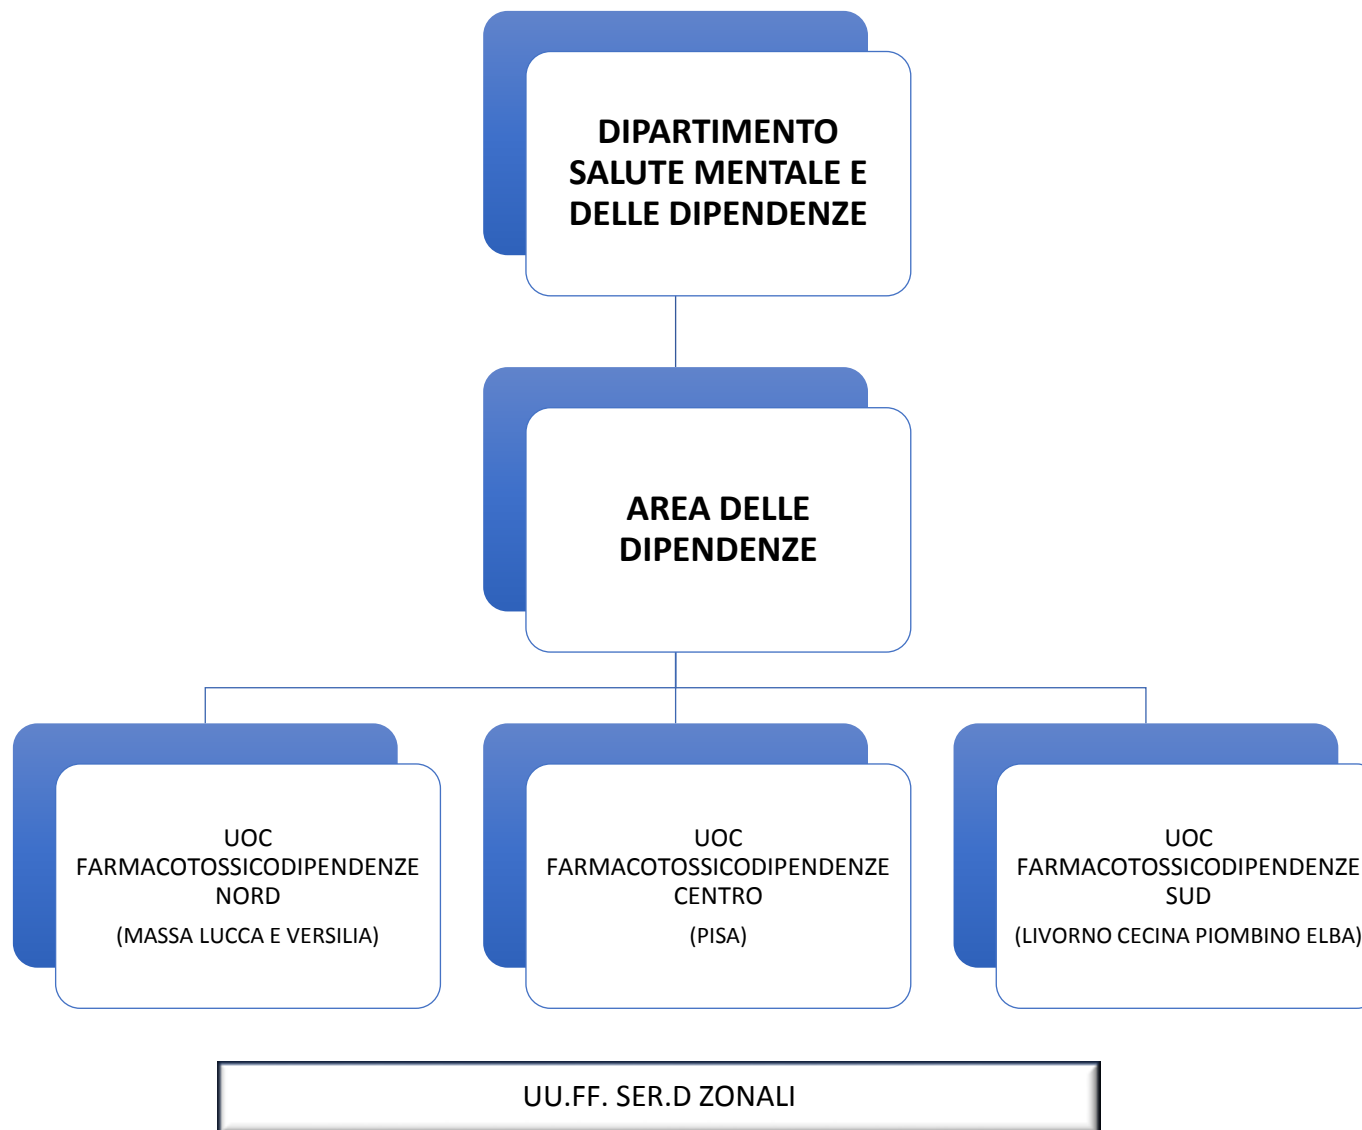 DIPARTIMENTO
SALUTE MENTALE E
DELLE DIPENDENZE
AREA DELLE
DIPENDENZE
UOC
FARMACOTOSSICODIPENDENZE
NORD
(MASSA LUCCA E VERSILIA)
UOC
FARMACOTOSSICODIPENDENZE
CENTRO
(PISA)
UOC
FARMACOTOSSICODIPENDENZE
SUD
(LIVORNO CECINA PIOMBINO ELBA)
UU.FF. SER.D ZONALI